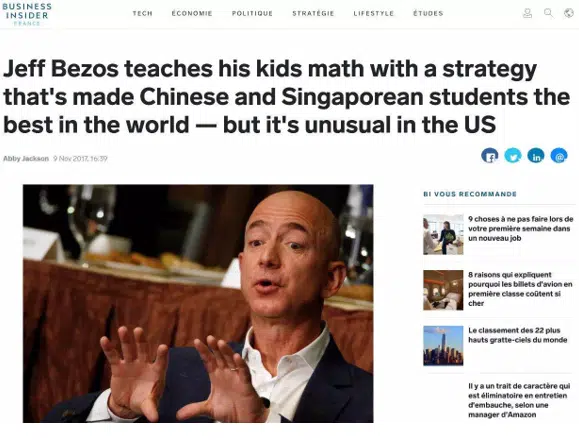 BUSINESS
INSIDER
FRANCE
TECH ÉCONOMIE POLITIQUE STRATÉGIE LIFESTYLE ÉTUDES
Jeff Bezos teaches his kids math with a strategy
that's made Chinese and Singaporean students the
best in the world — but it's unusual in the US
Abby Jackson 9 Nov 2017, 16:39
BI VOUS RECOMMANDE
9 choses à ne pas faire lors de
votre première semaine dans
un nouveau job
8 raisons qui expliquent
pourquoi les billets d'avion en
première classe coûtent si
cher
Le classement des 22 plus
hauts gratte-ciels du monde
Il y a un trait de caractère qui
est éliminatoire en entretien
d'embauche, selon une
manager d'Amazon